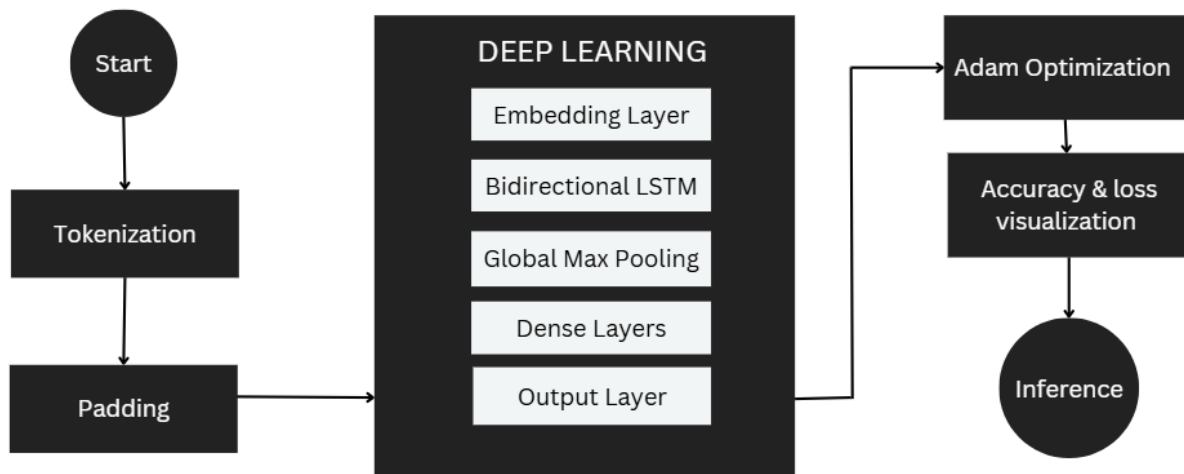 Start
Tokenization
Padding
DEEP LEARNING
Embedding Layer
Bidirectional LSTM
Global Max Pooling
Dense Layers
Output Layer
Adam Optimization
Accuracy & loss
visualization
Inference